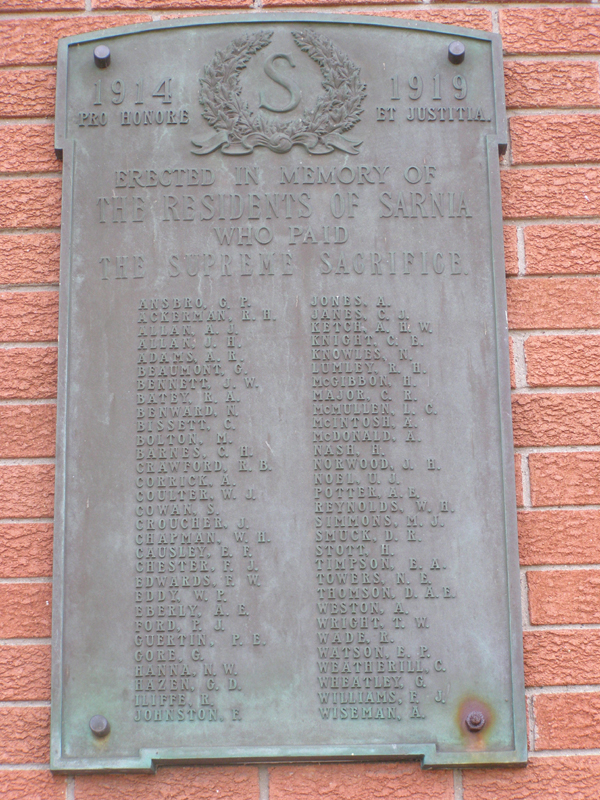 S
1914 1919
PRO HONORE ET JUSTITIA.
ERECTED IN MEMORY OF
THE RESIDENTS OF SARNIA
WHO PAID
THE SUPREME SACRIFICE.
ANSBRO, G. P.
ACKERMAN, R. H.
ALLAN, A. J.
ALLAN, J. H.
ADAMS, A. R.
BEAUMONT, G.
BENNETT, J. W.
BATEY, R. A.
BENWARD, N.
BISSETT, C.
BOLTON, M.
BARNES, C. H.
CRAWFORD, R. B.
CORRICK, A.
COULTER, W. J.
COWAN, S.
CROUCHER, J.
CHAPMAN, W. H.
CAUSLEY, E. E.
CHESTER, F. J.
EDWARDS, E. W.
EDDY, W. P.
EBERLY, A. E.
FORD, P. J.
GUERTIN, P. E.
GORE, G.
HANNA, N. W.
HAZEN, G. D.
ILIFFE, R.
JOHNSTON, F.
JONES, A.
JANES, C. J.
KETCH, A. H. W.
KNIGHT, C. E.
KNOWLES, N.
LUMLEY, R. H.
McGIBBON, H.
MAJOR, C. R.
McMULLEN, I. C.
McINTOSH, A.
McDONALD, A.
NASH, H.
NORWOOD, J. B.
NOEL, U. J.
POTTER, A. E.
REYNOLDS, W. H.
SIMMONS, M. J.
SMUCK, D. R.
STOTT, H.
TIMPSON, E. A.
TOWERS, N. E.
THOMSON, D. A. E.
WESTON, A.
WRIGHT, T. W.
WADE, R.
WATSON, E. P.
WEATHERILL, C.
WHEATLEY, G.
WILLIAMS, F. J.
WISEMAN, A.